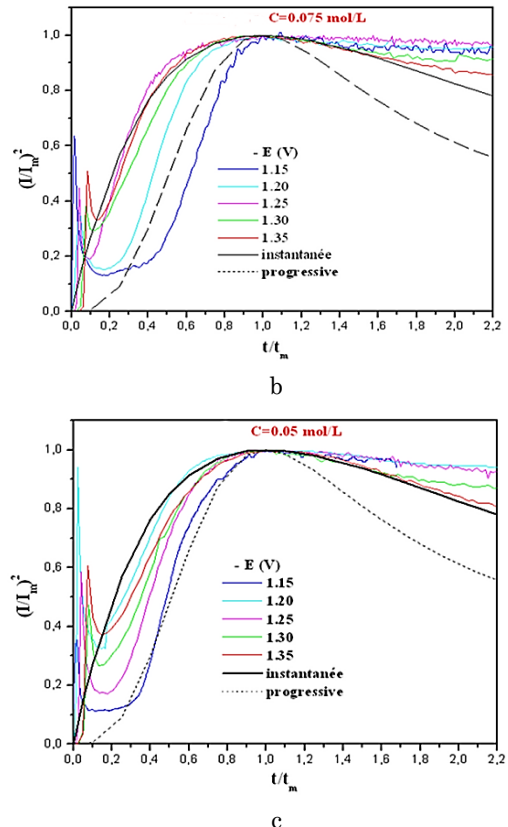 C=0.075 mol/L
1,0
0,8
0,6
0,4
0,2
0,0
(I/I_m)²
- E (V)
1.15
1.20
1.25
1.30
1.35
instantanée
progressive
0,0 0,2 0,4 0,6 0,8 1,0 1,2 1,4 1,6 1,8 2,0 2,2
t/t_m
b
C=0.05 mol/L
1,0
0,8
0,6
0,4
0,2
0,0
(I/I_m)²
- E (V)
1.15
1.20
1.25
1.30
1.35
instantanée
progressive
0,0 0,2 0,4 0,6 0,8 1,0 1,2 1,4 1,6 1,8 2,0 2,2
t/t_m
c